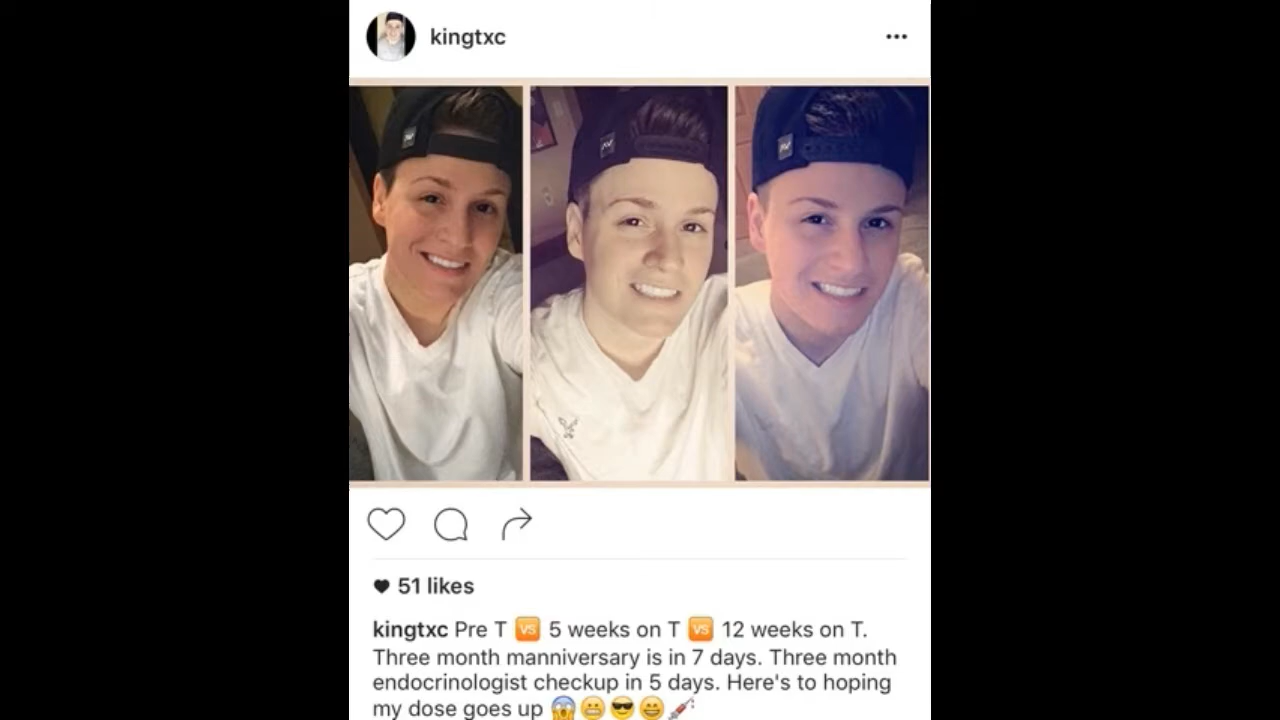 kingtxc
51 likes
kingtxc Pre T 🆚 5 weeks on T 🆚 12 weeks on T.
Three month manniversary is in 7 days. Three month
endocrinologist checkup in 5 days. Here's to hoping
my dose goes up 😱😬😎😄💉